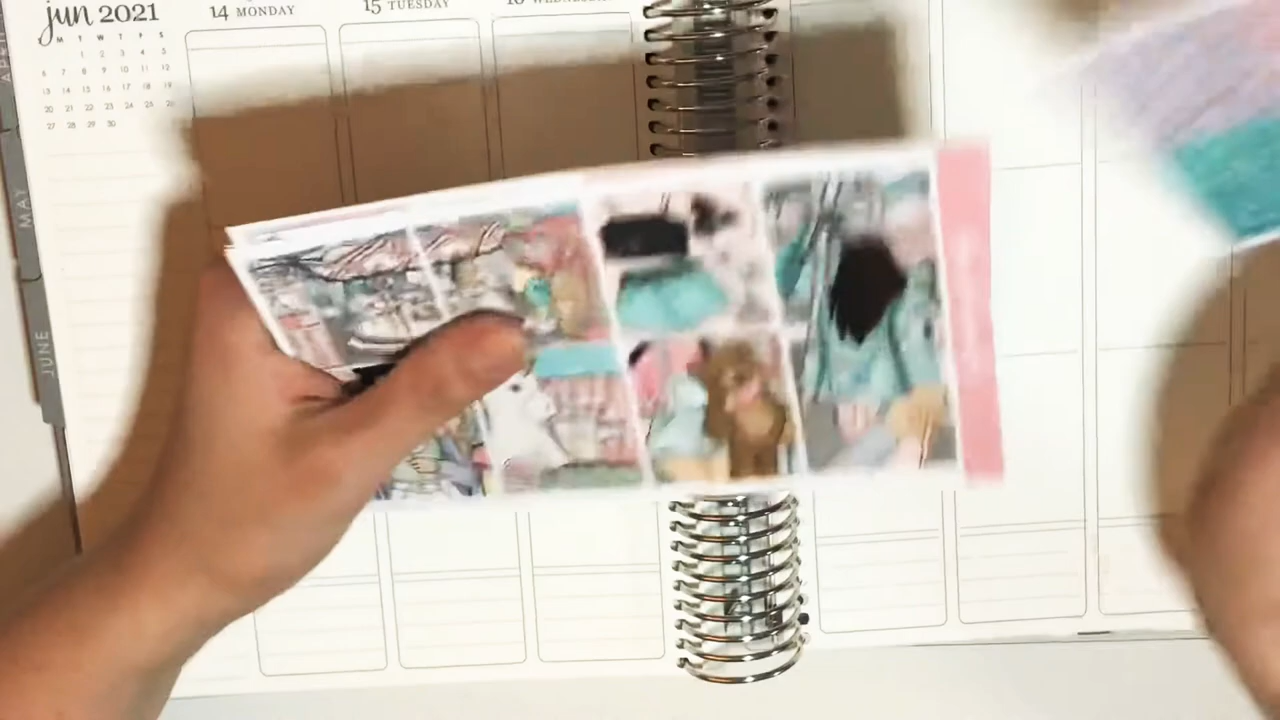 jun 2021
14 MONDAY
15 TUESDAY
M T W T F S
1 2 3 4 5
6 7 8 9 10 11 12
13 14 15 16 17 18 19
20 21 22 23 24 25 26
27 28 29 30
MAY
JUNE